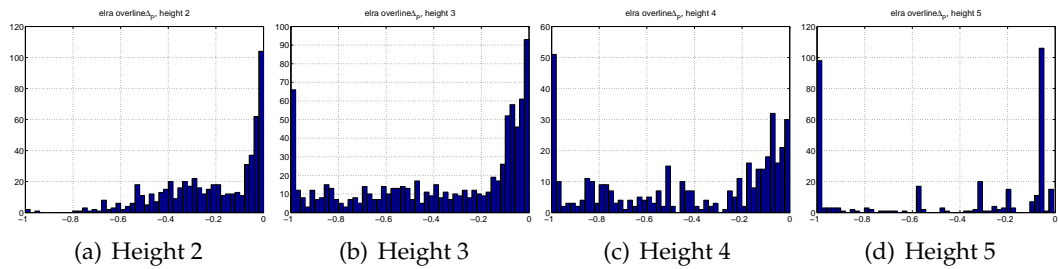 elra overlineΔp, height 2
120
100
80
60
40
20
0
−1 −0.8 −0.6 −0.4 −0.2 0
(a) Height 2
elra overlineΔp, height 3
100
90
80
70
60
50
40
30
20
10
0
−1 −0.8 −0.6 −0.4 −0.2 0
(b) Height 3
elra overlineΔp, height 4
60
50
40
30
20
10
0
−1 −0.8 −0.6 −0.4 −0.2 0
(c) Height 4
elra overlineΔp, height 5
120
100
80
60
40
20
0
−1 −0.8 −0.6 −0.4 −0.2 0
(d) Height 5